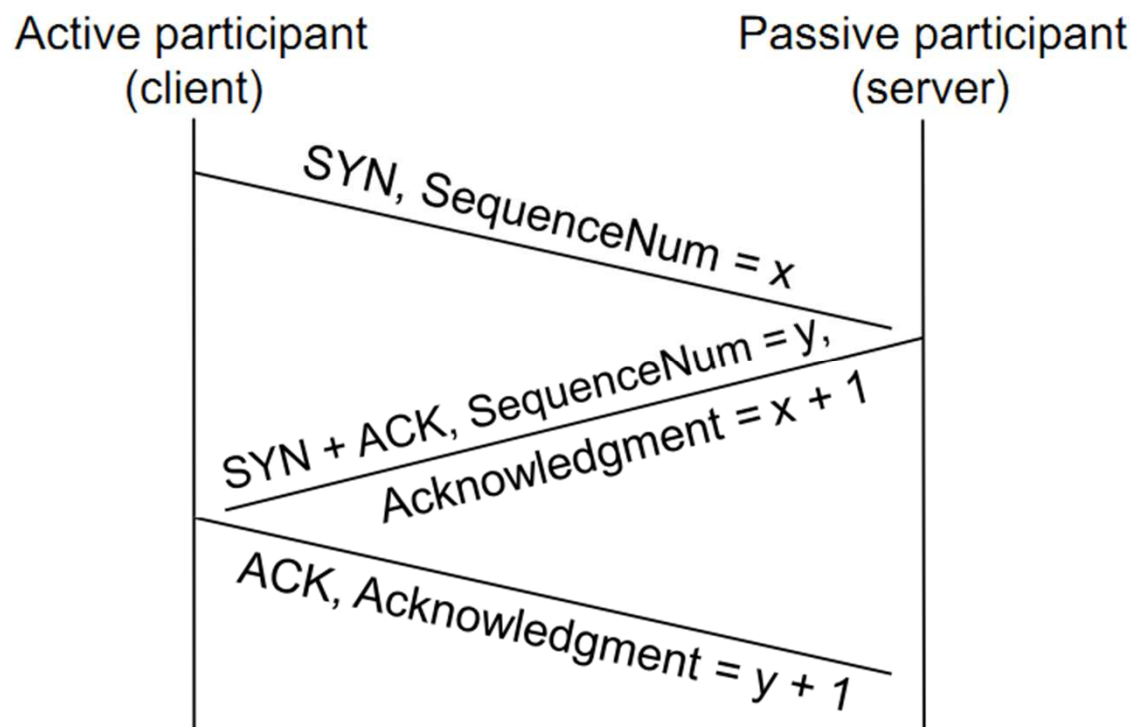 Active participant
(client)
Passive participant
(server)
SYN, SequenceNum = x
SYN + ACK, SequenceNum = y,
Acknowledgment = x + 1
ACK, Acknowledgment = y + 1